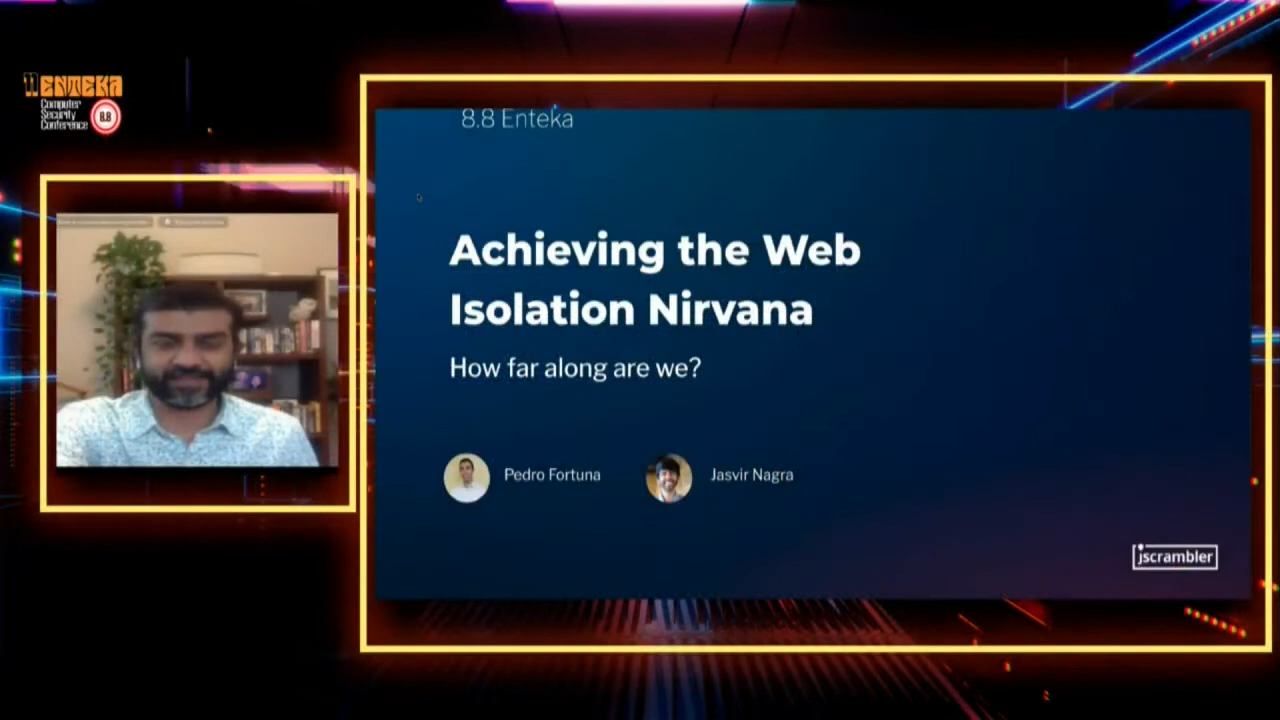 11ENTEKA
Computer
Security
Conference
8.8
8.8 Enteka
Achieving the Web
Isolation Nirvana
How far along are we?
Pedro Fortuna
Jasvir Nagra
jscrambler